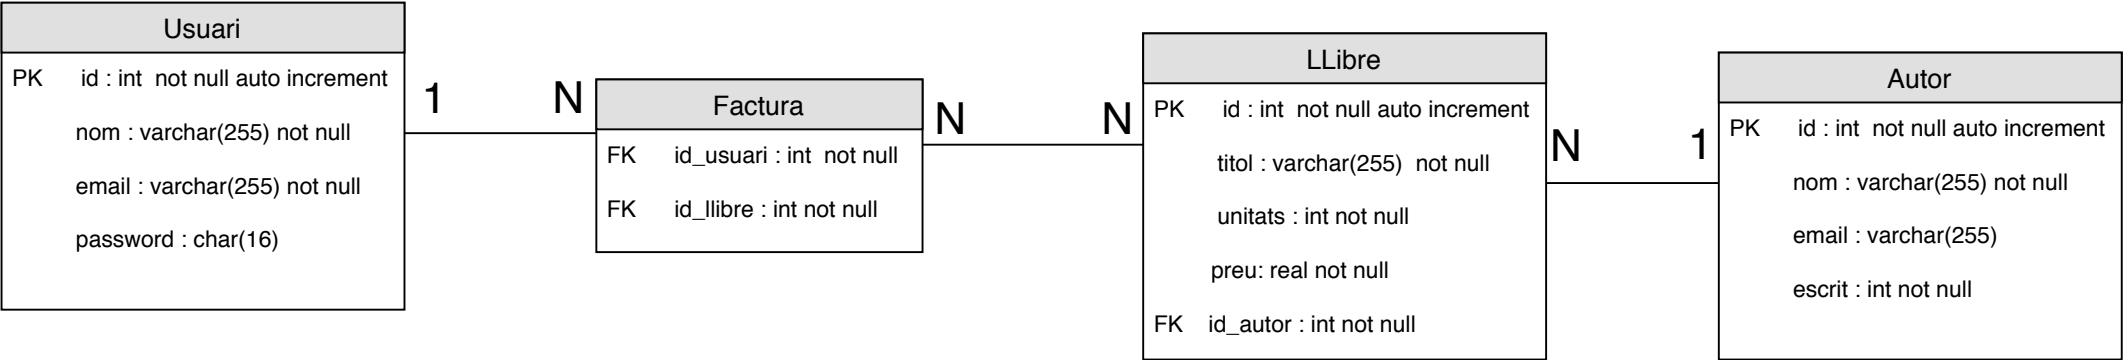 Usuari
PK id : int not null auto increment
nom : varchar(255) not null
email : varchar(255) not null
password : char(16)
1 N
Factura
FK id_usuari : int not null
FK id_llibre : int not null
N N
LLibre
PK id : int not null auto increment
titol : varchar(255) not null
unitats : int not null
preu: real not null
FK id_autor : int not null
N 1
Autor
PK id : int not null auto increment
nom : varchar(255) not null
email : varchar(255)
escrit : int not null